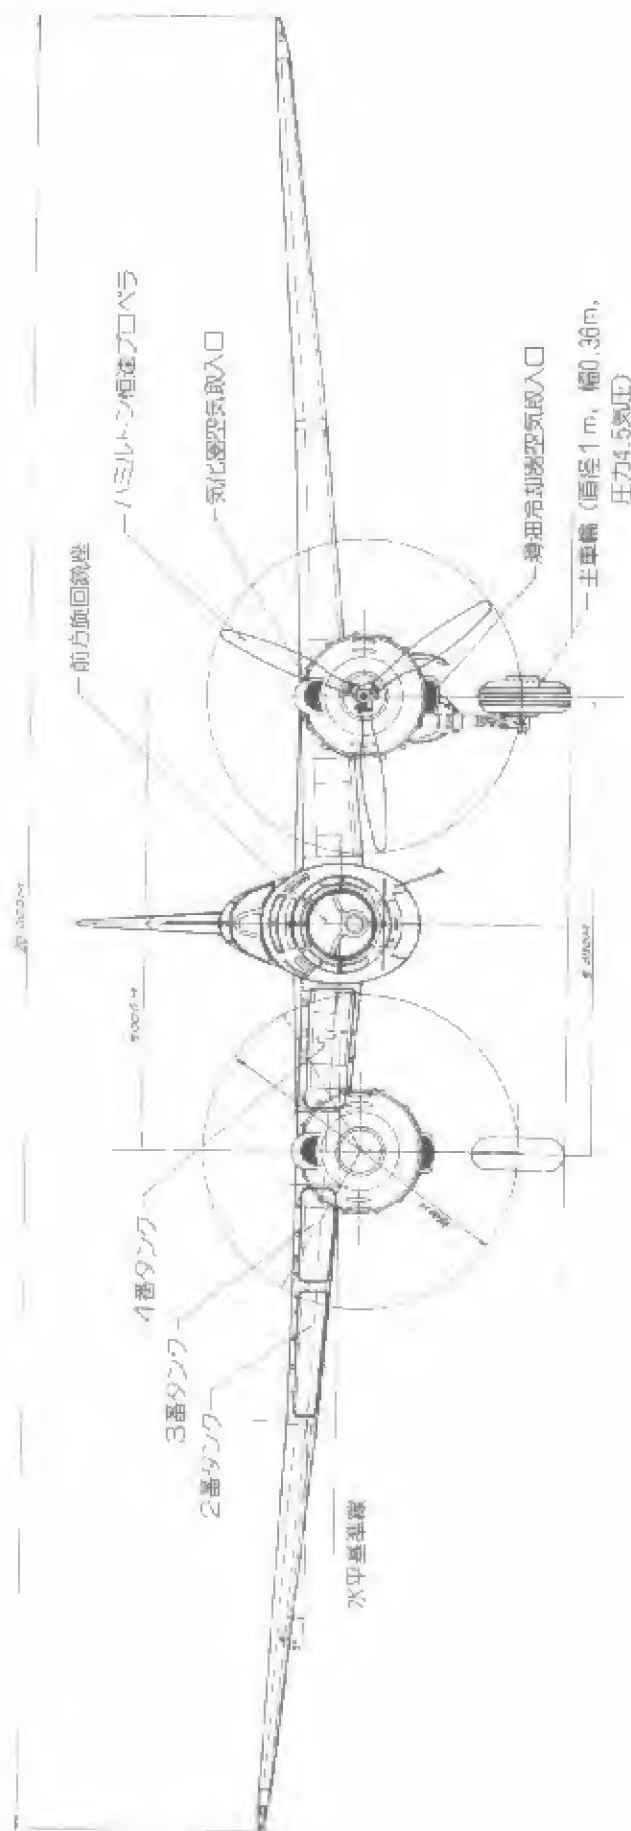 前方旋回銃座
ハミルトン恒速プロペラ
気化器空気取入口
滑油冷却器空気取入口
主車輪(直径1m, 幅0.36m,
圧力4.5気圧)
4番タンク
3番タンク
2番タンク
水平基準線